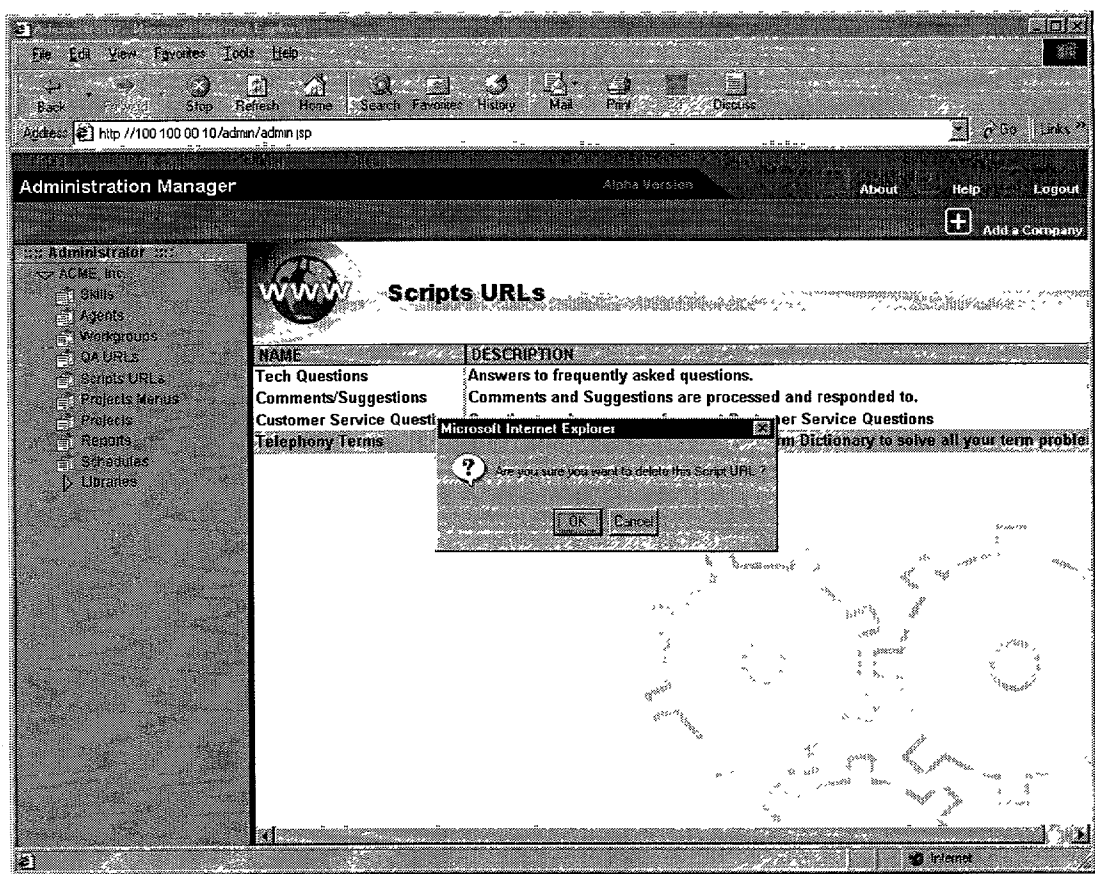 Microsoft Internet Explorer
File Edit View Favorites Tools Help
Back Forward Stop Refresh Home Search Favorites History Mail Print Edit Discuss
Address http //100 100 00 10/admin/admin jsp Go Links »
Administration Manager Alpha Version About Help Logout
Add a Company
:::: Administrator ::::
ACME, Inc
Skills
Agents
Workgroups
QA URLs
Scripts URLs
Projects Menus
Projects
Reports
Schedules
Libraries
WWW Scripts URLs
NAME DESCRIPTION
Tech Questions Answers to frequently asked questions.
Comments/Suggestions Comments and Suggestions are processed and responded to.
Customer Service Questi er Service Questions
Telephony Terms m Dictionary to solve all your term proble
Microsoft Internet Explorer
Are you sure you want to delete this Script URL ?
OK Cancel
Internet